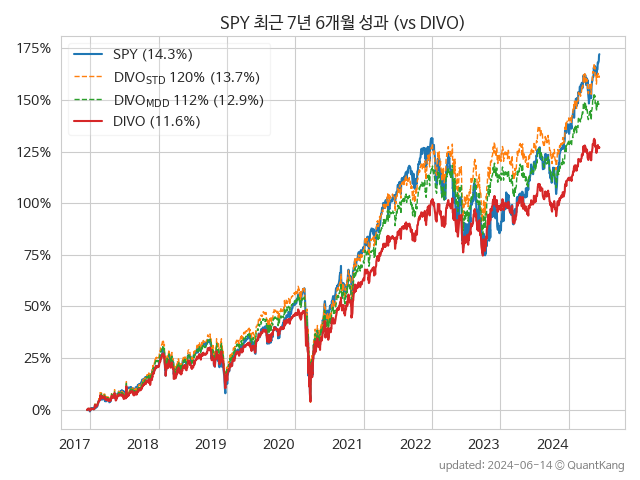 SPY 최근 7년 6개월 성과 (vs DIVO)
175%
150%
125%
100%
75%
50%
25%
0%
SPY (14.3%)
DIVOSTD 120% (13.7%)
DIVOMDD 112% (12.9%)
DIVO (11.6%)
2017 2018 2019 2020 2021 2022 2023 2024
updated: 2024-06-14 © QuantKang